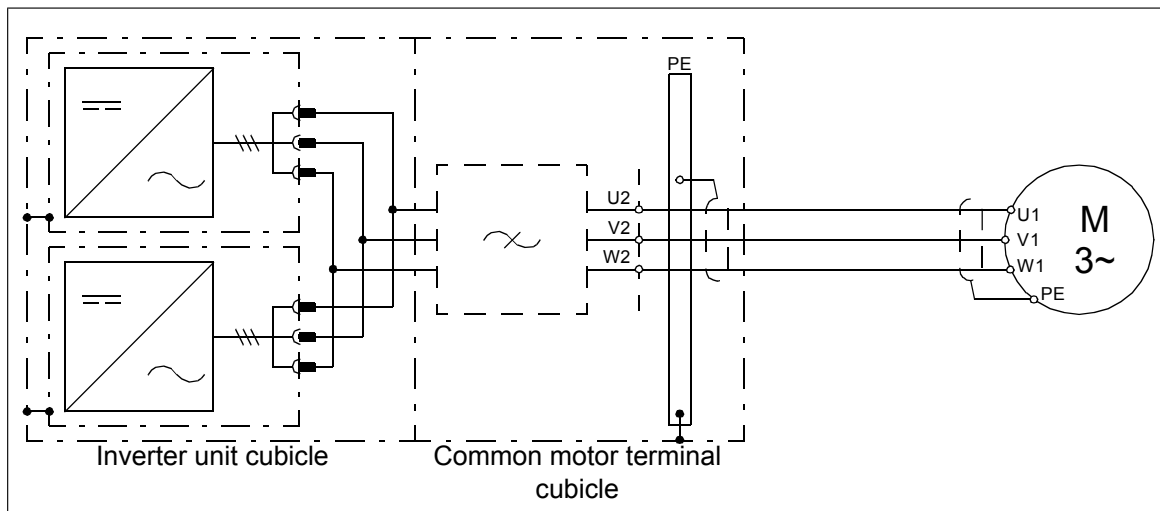 PE
U2
V2
W2
U1
V1
W1
PE
M
3~
Inverter unit cubicle
Common motor terminal
cubicle